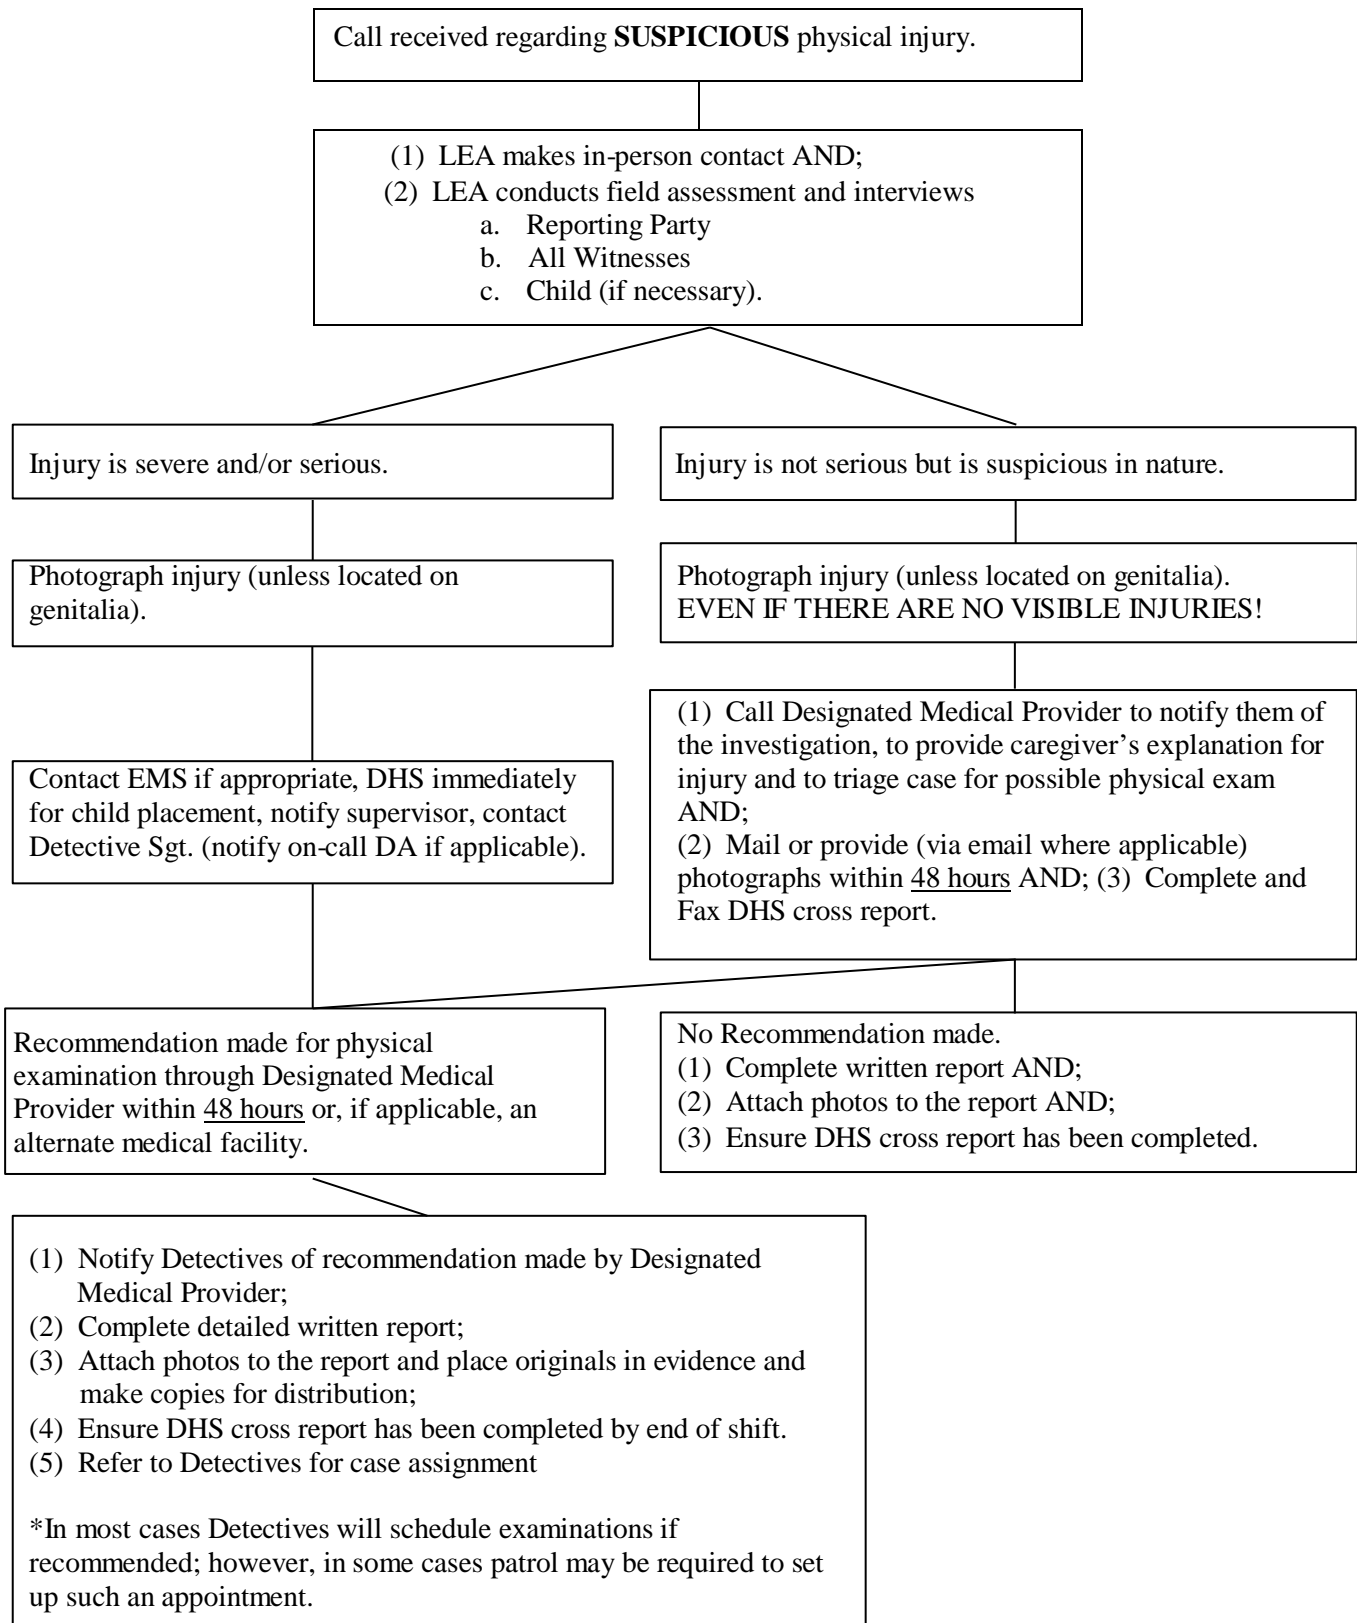 Call received regarding SUSPICIOUS physical injury.
(1) LEA makes in-person contact AND;
(2) LEA conducts field assessment and interviews
a. Reporting Party
b. All Witnesses
c. Child (if necessary).
Injury is severe and/or serious.
Injury is not serious but is suspicious in nature.
Photograph injury (unless located on
genitalia).
Photograph injury (unless located on genitalia).
EVEN IF THERE ARE NO VISIBLE INJURIES!
Contact EMS if appropriate, DHS immediately
for child placement, notify supervisor, contact
Detective Sgt. (notify on-call DA if applicable).
(1) Call Designated Medical Provider to notify them of
the investigation, to provide caregiver’s explanation for
injury and to triage case for possible physical exam
AND;
(2) Mail or provide (via email where applicable)
photographs within 48 hours AND; (3) Complete and
Fax DHS cross report.
Recommendation made for physical
examination through Designated Medical
Provider within 48 hours or, if applicable, an
alternate medical facility.
No Recommendation made.
(1) Complete written report AND;
(2) Attach photos to the report AND;
(3) Ensure DHS cross report has been completed.
(1) Notify Detectives of recommendation made by Designated
Medical Provider;
(2) Complete detailed written report;
(3) Attach photos to the report and place originals in evidence and
make copies for distribution;
(4) Ensure DHS cross report has been completed by end of shift.
(5) Refer to Detectives for case assignment
*In most cases Detectives will schedule examinations if
recommended; however, in some cases patrol may be required to set
up such an appointment.